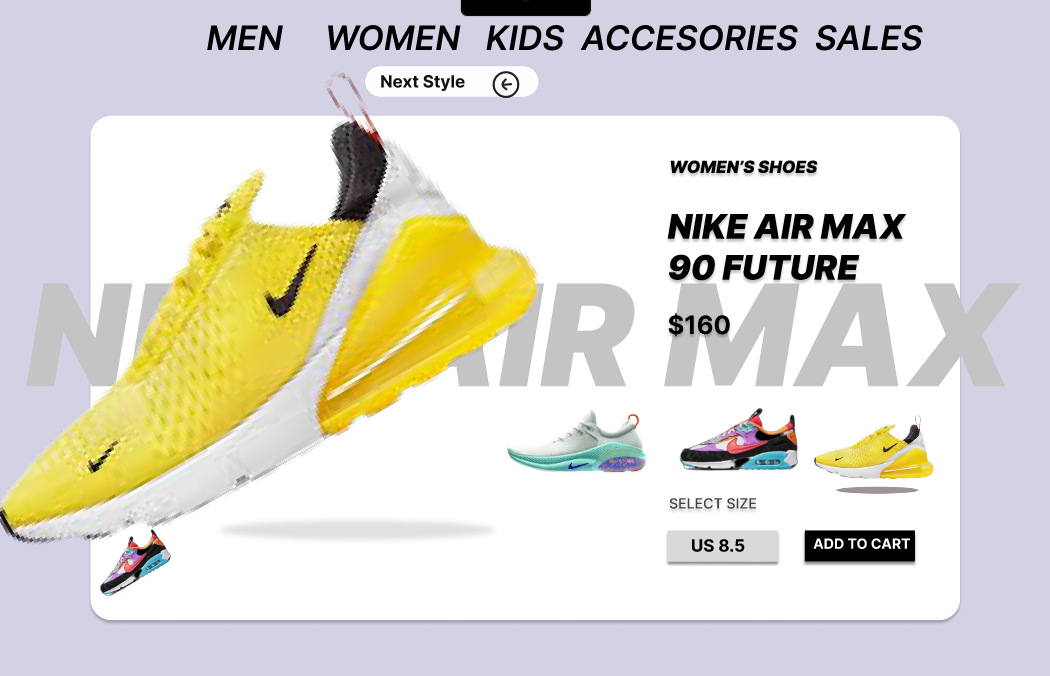 MEN WOMEN KIDS ACCESORIES SALES
Next Style
WOMEN'S SHOES
NIKE AIR MAX
90 FUTURE
$160
AIR MAX
SELECT SIZE
US 8.5
ADD TO CART